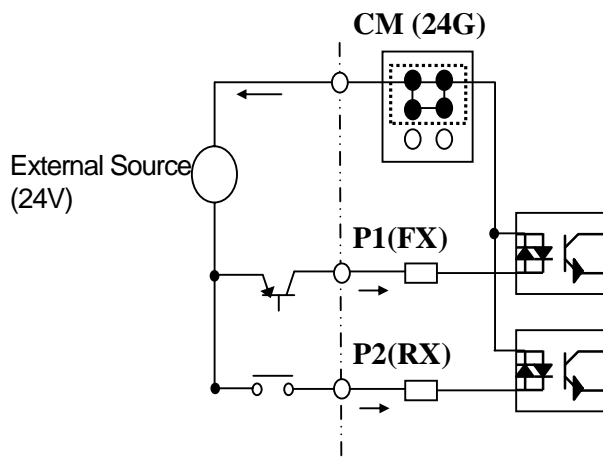 CM (24G)
External Source
(24V)
P1(FX)
P2(RX)